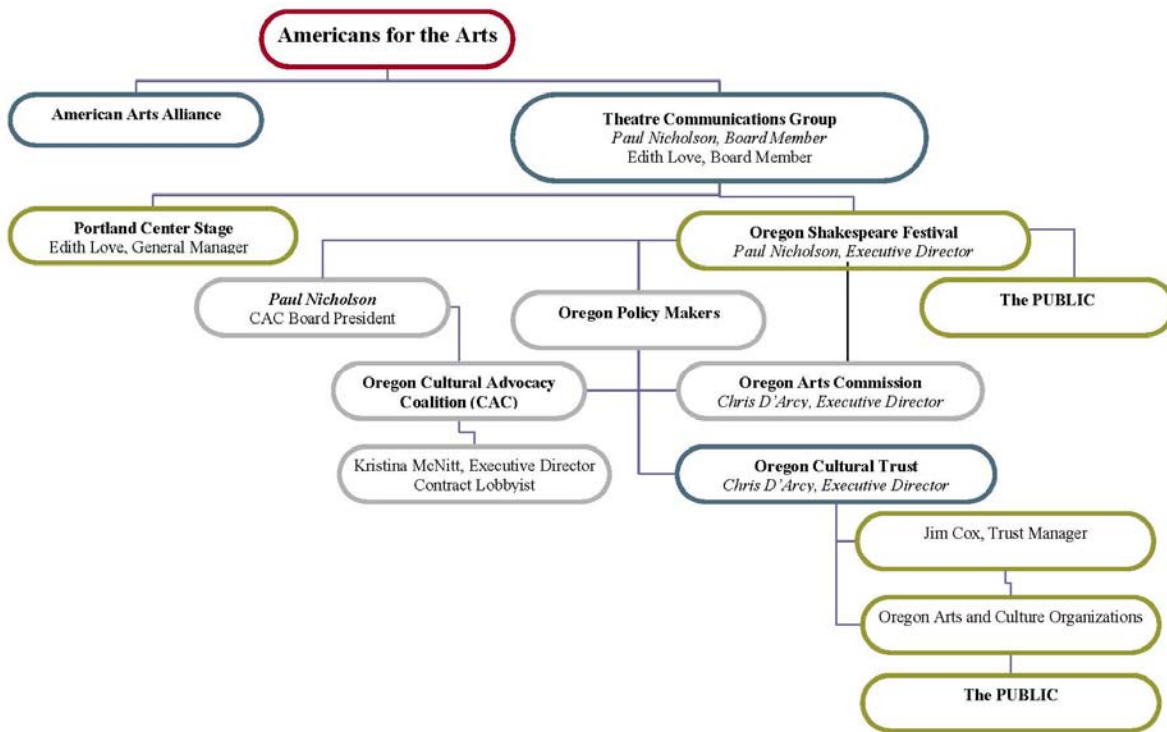 Americans for the Arts
American Arts Alliance
Theatre Communications Group
Paul Nicholson, Board Member
Edith Love, Board Member
Portland Center Stage
Edith Love, General Manager
Oregon Shakespeare Festival
Paul Nicholson, Executive Director
Paul Nicholson
CAC Board President
Oregon Policy Makers
The PUBLIC
Oregon Cultural Advocacy
Coalition (CAC)
Oregon Arts Commission
Chris D'Arcy, Executive Director
Kristina McNitt, Executive Director
Contract Lobbyist
Oregon Cultural Trust
Chris D'Arcy, Executive Director
Jim Cox, Trust Manager
Oregon Arts and Culture Organizations
The PUBLIC